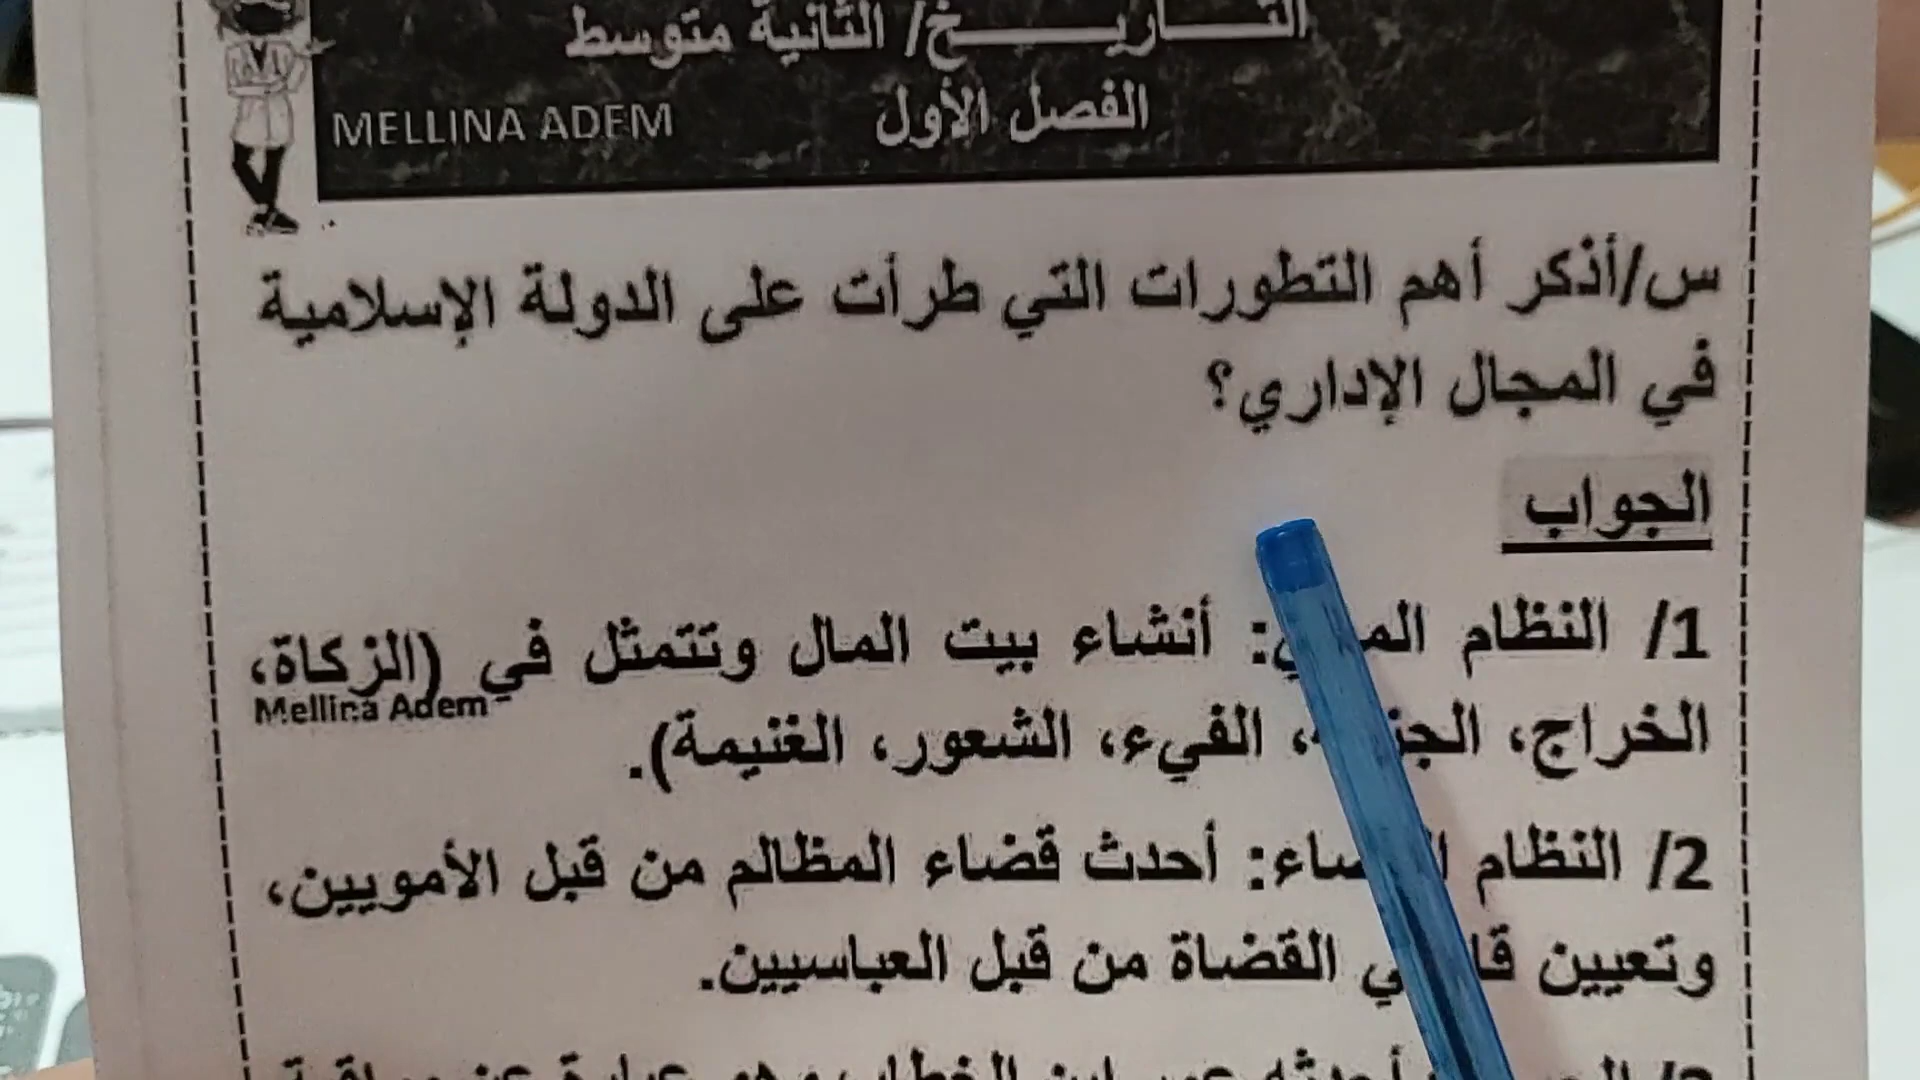 التــاريــخ/ الثانية متوسط
الفصل الأول
MELLINA ADEM
س/أذكر أهم التطورات التي طرأت على الدولة الإسلامية
في المجال الإداري؟
الجواب
1/ النظام : أنشاء بيت المال وتتمثل في (الزكاة،
Mellina Adem
الخراج، ، الفيء، الشعور، الغنيمة).
2/ النظام : أحدث قضاء المظالم من قبل الأمويين،
وتعيين القضاة من قبل العباسيين.